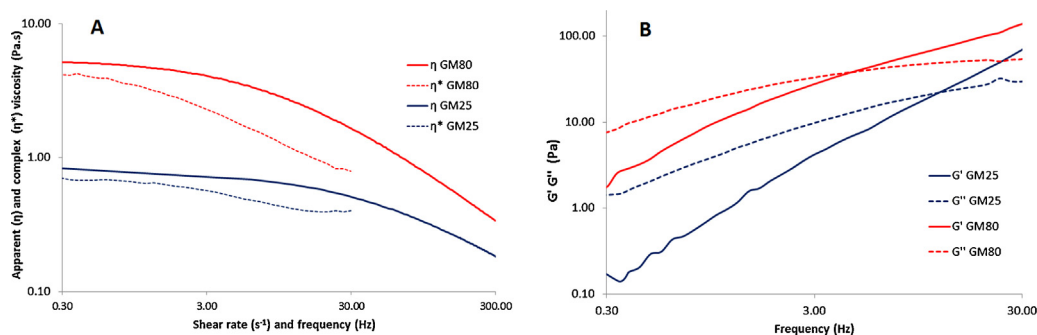 A
Apparent (η) and complex (η*) viscosity (Pa.s)
10.00
1.00
0.10
0.30
3.00
30.00
300.00
Shear rate (s⁻¹) and frequency (Hz)
η GM80
η* GM80
η GM25
η* GM25
B
G' G'' (Pa)
100.00
10.00
1.00
0.10
0.30
3.00
30.00
Frequency (Hz)
G' GM25
G'' GM25
G' GM80
G'' GM80